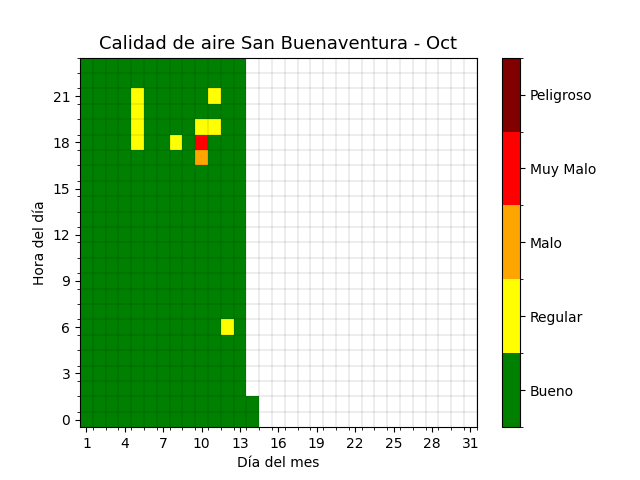 Calidad de aire San Buenaventura - Oct
Hora del día
21
18
15
12
9
6
3
0
1 4 7 10 13 16 19 22 25 28 31
Día del mes
Peligroso
Muy Malo
Malo
Regular
Bueno